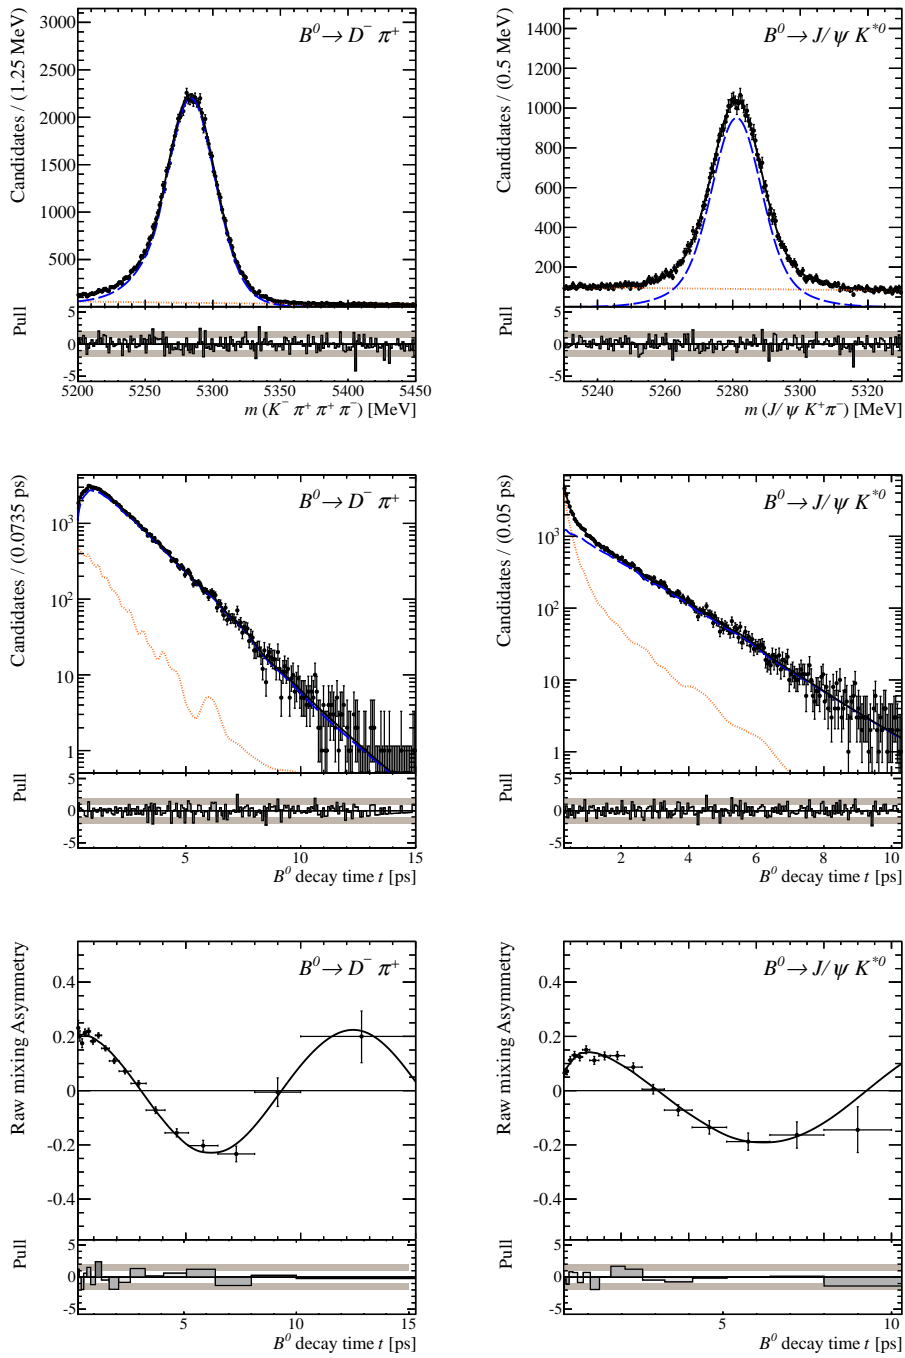 B⁰ → D⁻ π⁺
Candidates / (1.25 MeV)
3000
2500
2000
1500
1000
500
Pull
5
0
-5
5200 5250 5300 5350 5400 5450
m (K⁻ π⁺ π⁺ π⁻) [MeV]
B⁰ → J/ψ K*⁰
Candidates / (0.5 MeV)
1400
1200
1000
800
600
400
200
Pull
5
0
-5
5240 5260 5280 5300 5320
m (J/ψ K⁺π⁻) [MeV]
B⁰ → D⁻ π⁺
Candidates / (0.0735 ps)
10³
10²
10
1
Pull
5
0
-5
5 10 15
B⁰ decay time t [ps]
B⁰ → J/ψ K*⁰
Candidates / (0.05 ps)
10³
10²
10
1
Pull
5
0
-5
2 4 6 8 10
B⁰ decay time t [ps]
B⁰ → D⁻ π⁺
Raw mixing Asymmetry
0.4
0.2
0
-0.2
-0.4
Pull
5
0
-5
5 10 15
B⁰ decay time t [ps]
B⁰ → J/ψ K*⁰
Raw mixing Asymmetry
0.4
0.2
0
-0.2
-0.4
Pull
5
0
-5
5 10
B⁰ decay time t [ps]